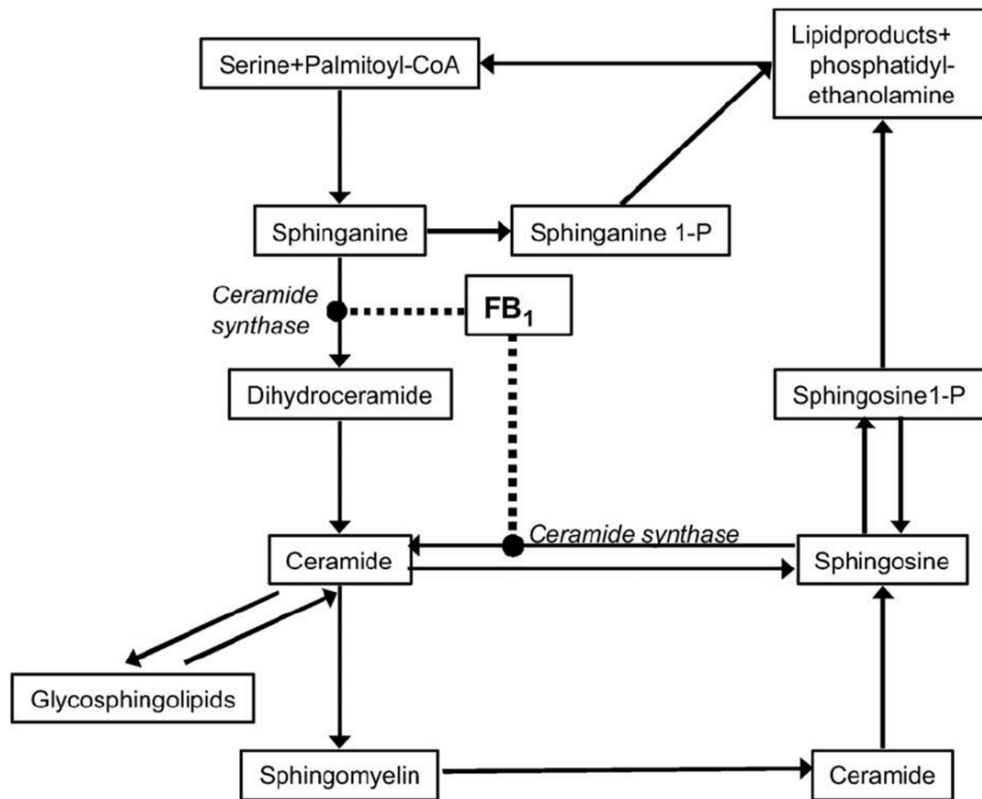 Serine+Palmitoyl-CoA
Lipidproducts+
phosphatidyl-
ethanolamine
Sphinganine
Sphinganine 1-P
Ceramide
synthase
FB1
Dihydroceramide
Sphingosine1-P
Ceramide synthase
Ceramide
Sphingosine
Glycosphingolipids
Sphingomyelin
Ceramide